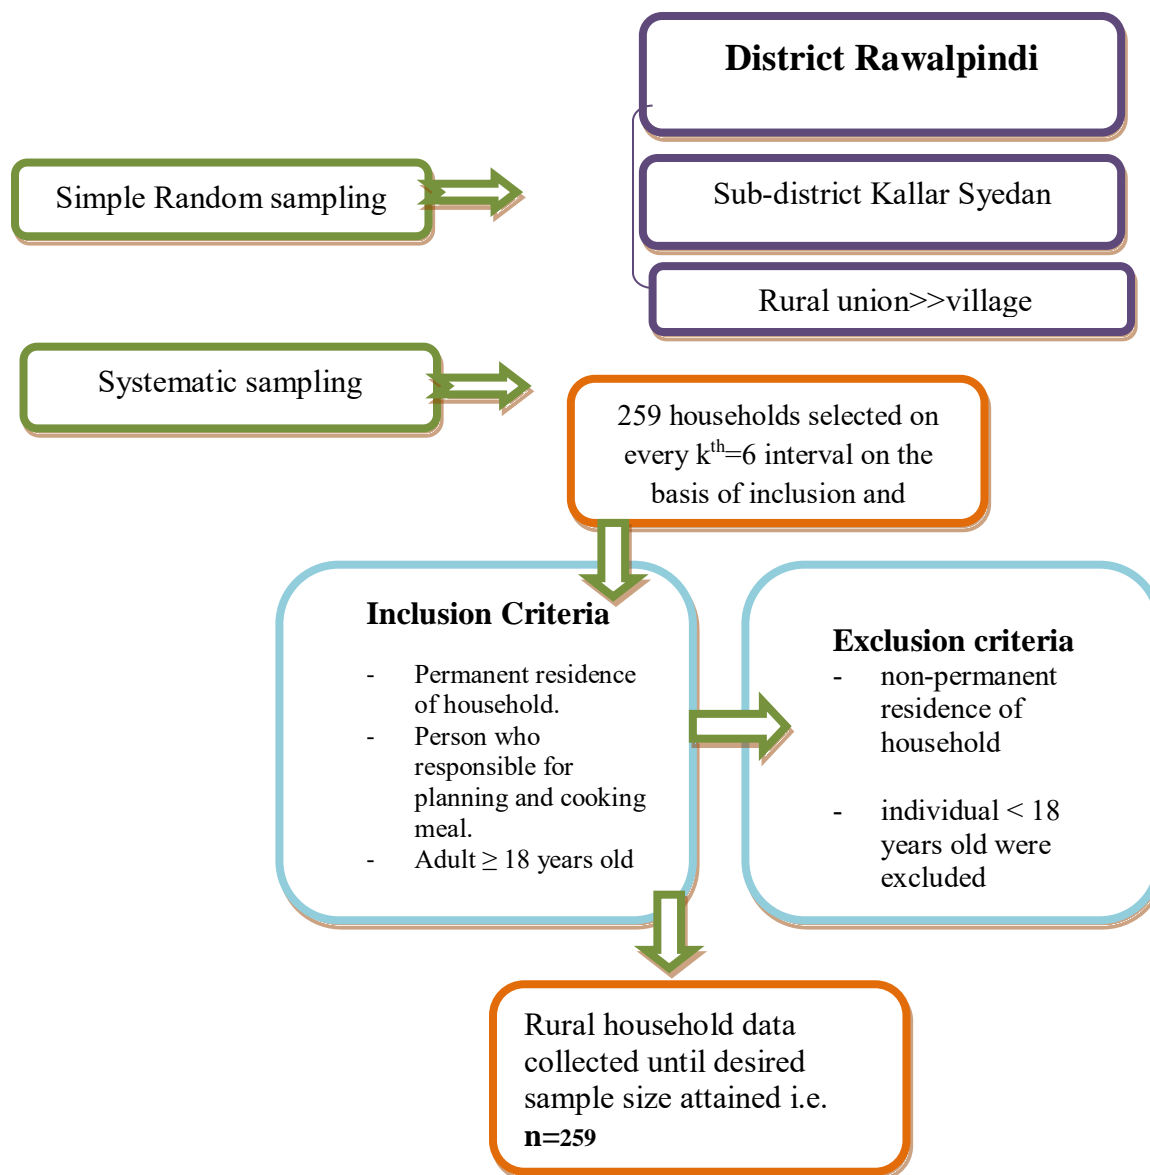 District Rawalpindi
Simple Random sampling
Sub-district Kallar Syedan
Rural union>>village
Systematic sampling
259 households selected on
every kth=6 interval on the
basis of inclusion and
Inclusion Criteria
- Permanent residence
of household.
- Person who
responsible for
planning and cooking
meal.
- Adult ≥ 18 years old
Exclusion criteria
- non-permanent
residence of
household
- individual < 18
years old were
excluded
Rural household data
collected until desired
sample size attained i.e.
n=259